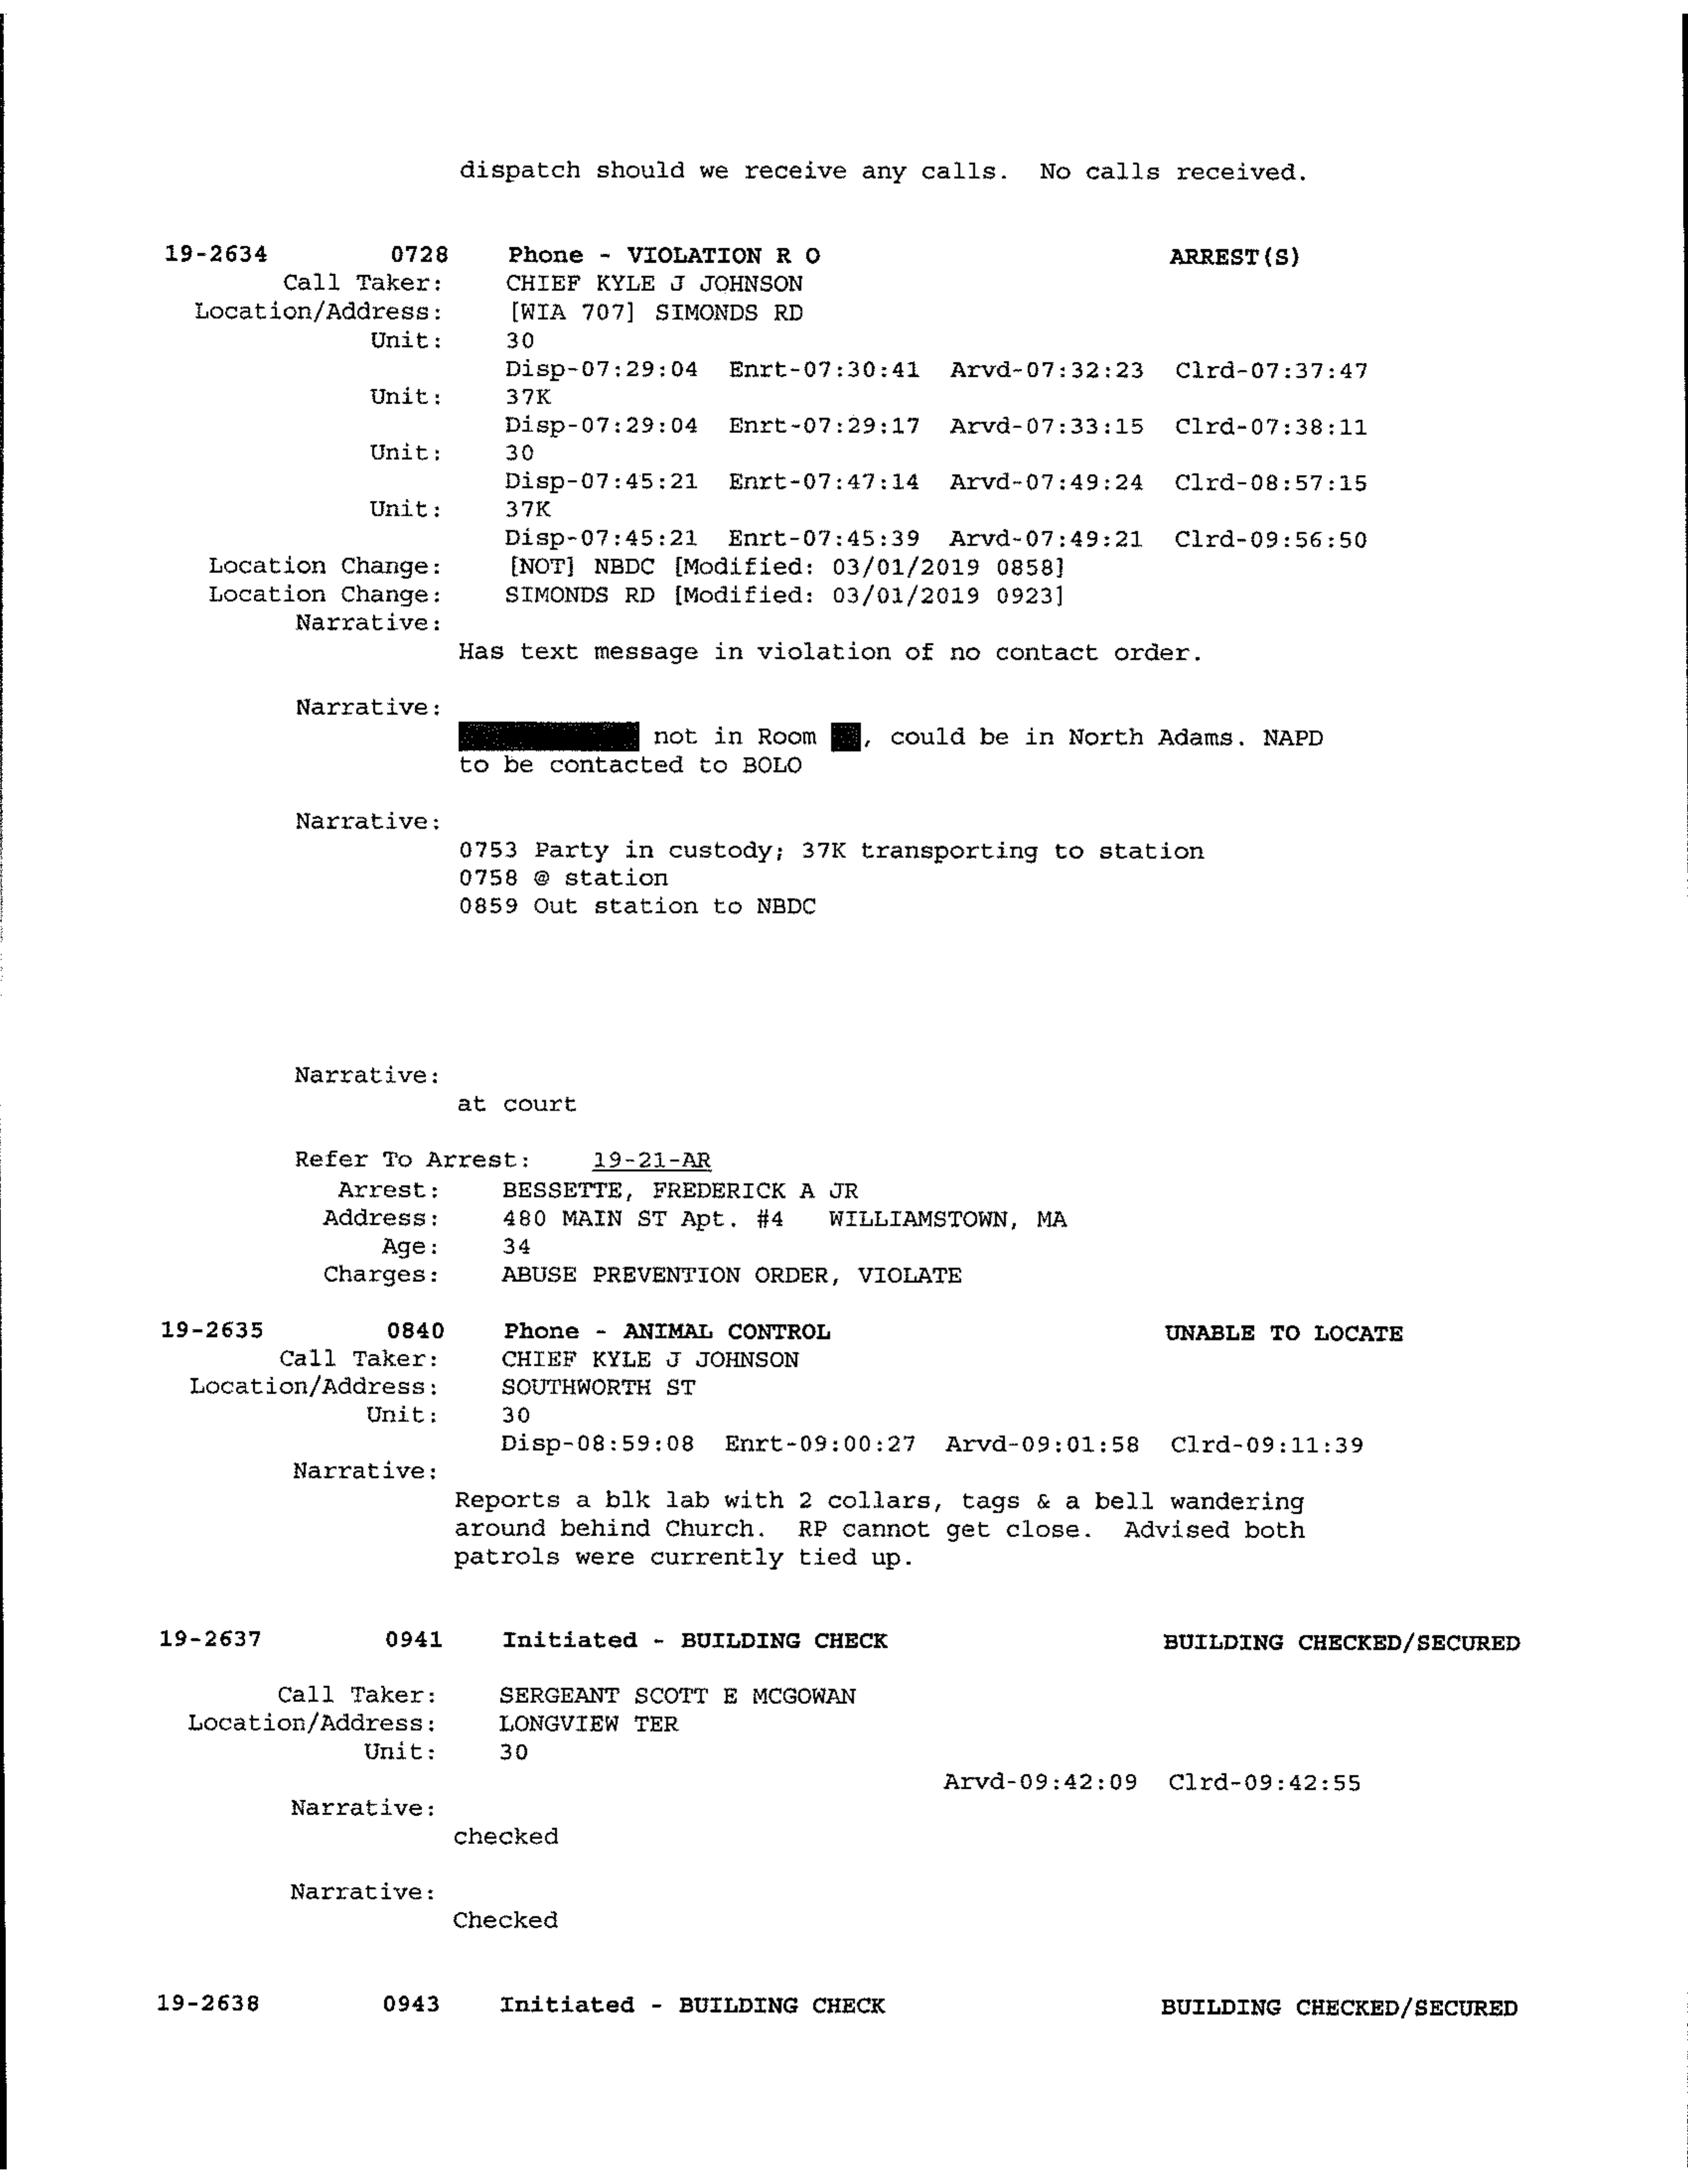 dispatch should we receive any calls. No calls received.
19-2634 0728 Phone - VIOLATION R O ARREST(S)
Call Taker: CHIEF KYLE J JOHNSON
Location/Address: [WIA 707] SIMONDS RD
Unit: 30
Disp-07:29:04 Enrt-07:30:41 Arvd-07:32:23 Clrd-07:37:47
Unit: 37K
Disp-07:29:04 Enrt-07:29:17 Arvd-07:33:15 Clrd-07:38:11
Unit: 30
Disp-07:45:21 Enrt-07:47:14 Arvd-07:49:24 Clrd-08:57:15
Unit: 37K
Disp-07:45:21 Enrt-07:45:39 Arvd-07:49:21 Clrd-09:56:50
Location Change: [NOT] NBDC [Modified: 03/01/2019 0858]
Location Change: SIMONDS RD [Modified: 03/01/2019 0923]
Narrative:
Has text message in violation of no contact order.
Narrative:
not in Room , could be in North Adams. NAPD
to be contacted to BOLO
Narrative:
0753 Party in custody; 37K transporting to station
0758 @ station
0859 Out station to NBDC
Narrative:
at court
Refer To Arrest: 19-21-AR
Arrest: BESSETTE, FREDERICK A JR
Address: 480 MAIN ST Apt. #4 WILLIAMSTOWN, MA
Age: 34
Charges: ABUSE PREVENTION ORDER, VIOLATE
19-2635 0840 Phone - ANIMAL CONTROL UNABLE TO LOCATE
Call Taker: CHIEF KYLE J JOHNSON
Location/Address: SOUTHWORTH ST
Unit: 30
Disp-08:59:08 Enrt-09:00:27 Arvd-09:01:58 Clrd-09:11:39
Narrative:
Reports a blk lab with 2 collars, tags & a bell wandering
around behind Church. RP cannot get close. Advised both
patrols were currently tied up.
19-2637 0941 Initiated - BUILDING CHECK BUILDING CHECKED/SECURED
Call Taker: SERGEANT SCOTT E MCGOWAN
Location/Address: LONGVIEW TER
Unit: 30
Arvd-09:42:09 Clrd-09:42:55
Narrative:
checked
Narrative:
Checked
19-2638 0943 Initiated - BUILDING CHECK BUILDING CHECKED/SECURED